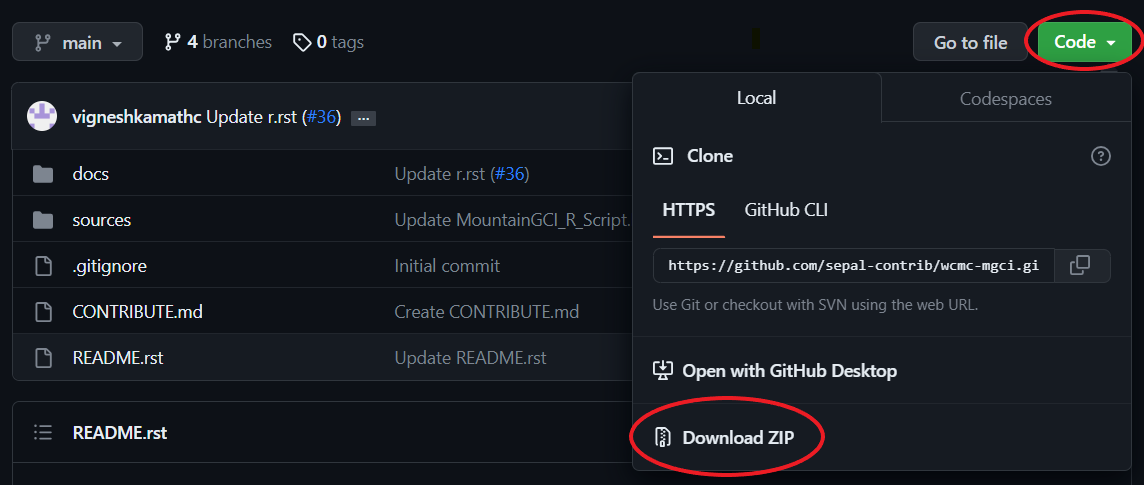 main 4 branches 0 tags Go to file Code
Local Codespaces
vigneshkamathc Update r.rst (#36) ...
Clone ?
docs Update r.rst (#36)
HTTPS GitHub CLI
sources Update MountainGCI_R_Script.
.gitignore Initial commit
https://github.com/sepal-contrib/wcmc-mgci.gi
CONTRIBUTE.md Create CONTRIBUTE.md
Use Git or checkout with SVN using the web URL.
README.rst Update README.rst
Open with GitHub Desktop
README.rst
Download ZIP